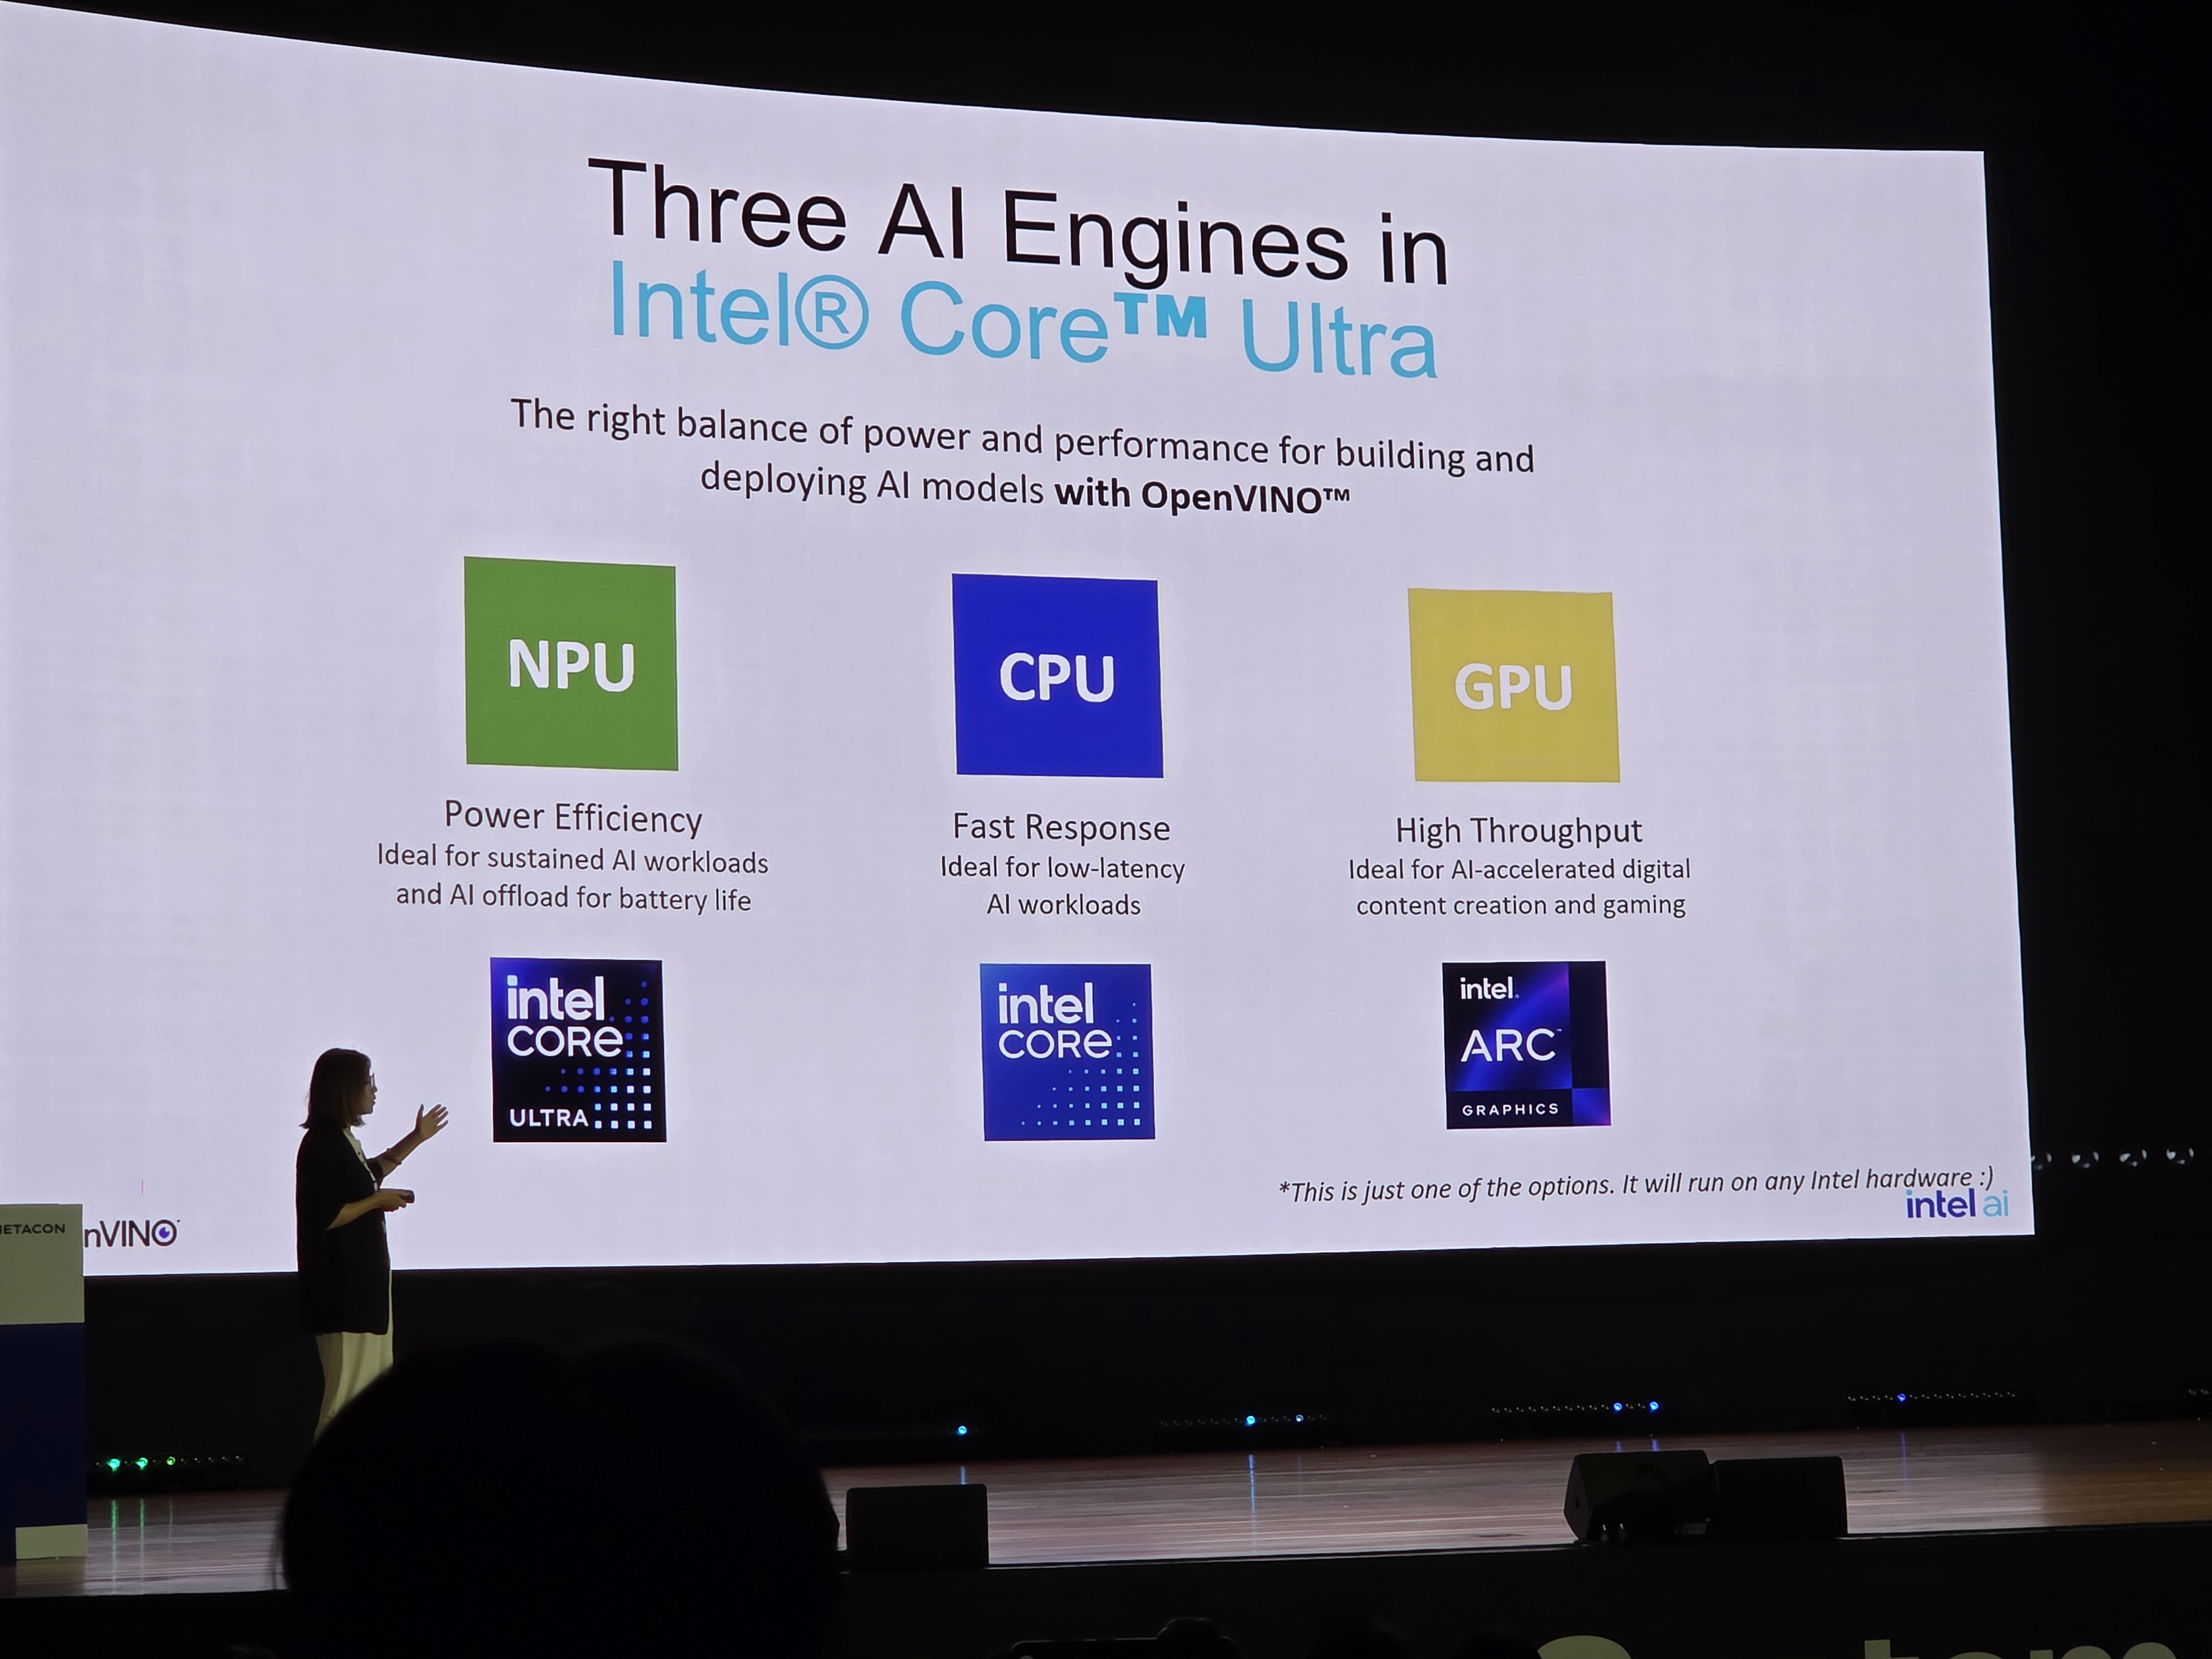 Three AI Engines in
Intel® Core™ Ultra
The right balance of power and performance for building and
deploying AI models with OpenVINO™
NPU
Power Efficiency
Ideal for sustained AI workloads
and AI offload for battery life
intel
CORE
ULTRA
CPU
Fast Response
Ideal for low-latency
AI workloads
intel
CORE
GPU
High Throughput
Ideal for AI-accelerated digital
content creation and gaming
intel.
ARC™
GRAPHICS
*This is just one of the options. It will run on any Intel hardware :)
intel ai
ETACON
nVINO